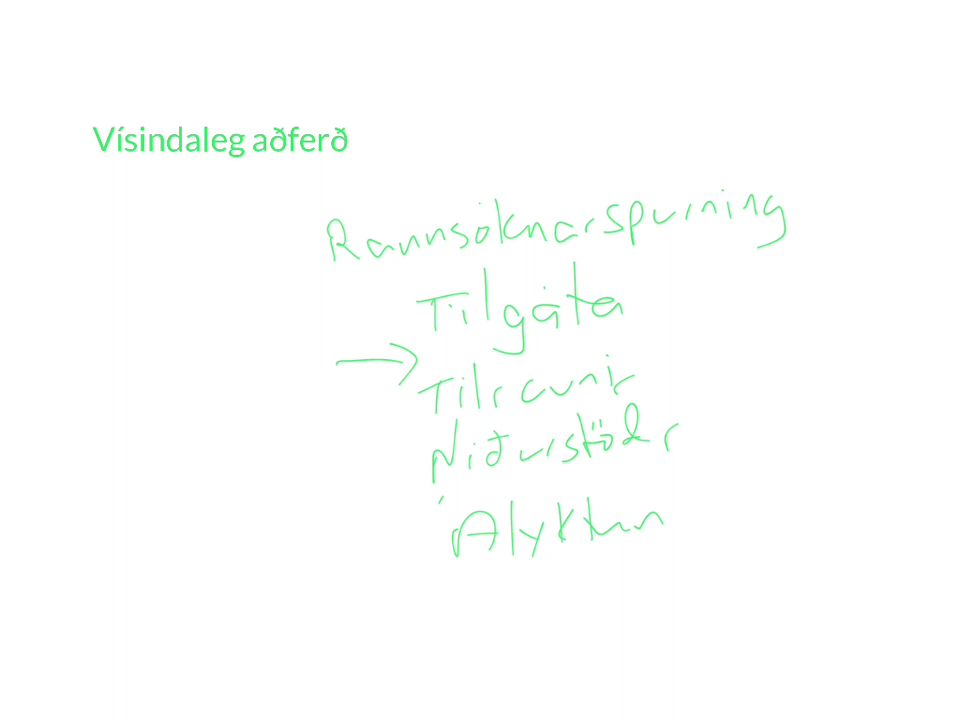 Vísindaleg aðferð
Rannsóknarspurning
Tilgáta
→ Tilraunir
Niðurstöður
Ályktun